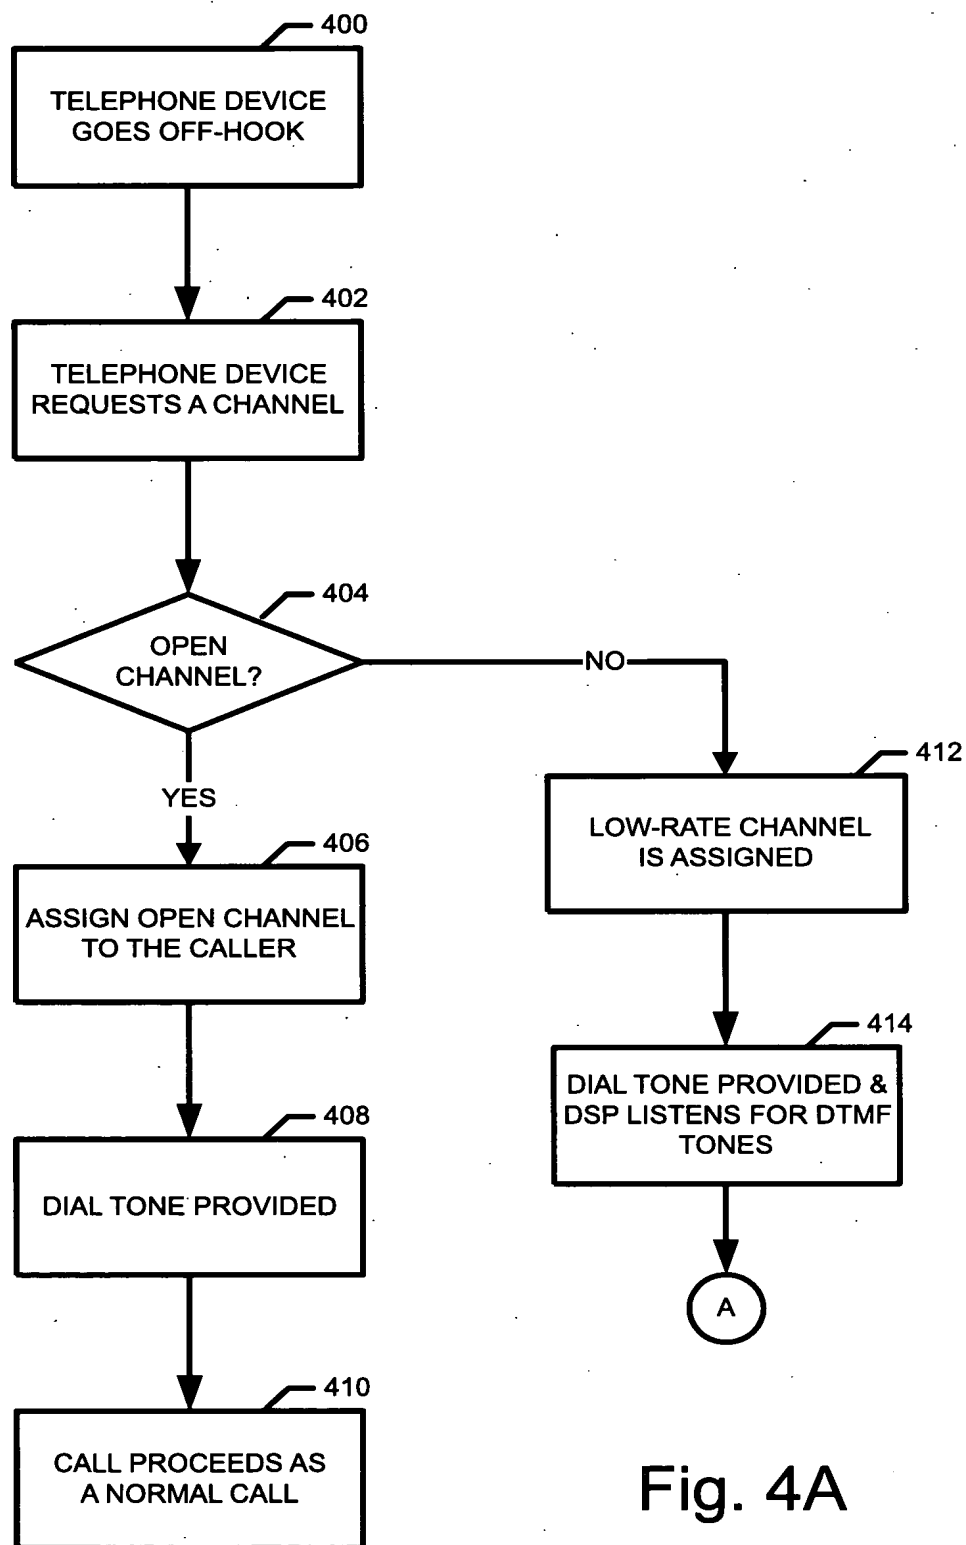 400
TELEPHONE DEVICE
GOES OFF-HOOK
402
TELEPHONE DEVICE
REQUESTS A CHANNEL
404
OPEN
CHANNEL?
NO
YES
412
LOW-RATE CHANNEL
IS ASSIGNED
406
ASSIGN OPEN CHANNEL
TO THE CALLER
414
DIAL TONE PROVIDED &
DSP LISTENS FOR DTMF
TONES
408
DIAL TONE PROVIDED
A
410
CALL PROCEEDS AS
A NORMAL CALL
Fig. 4A